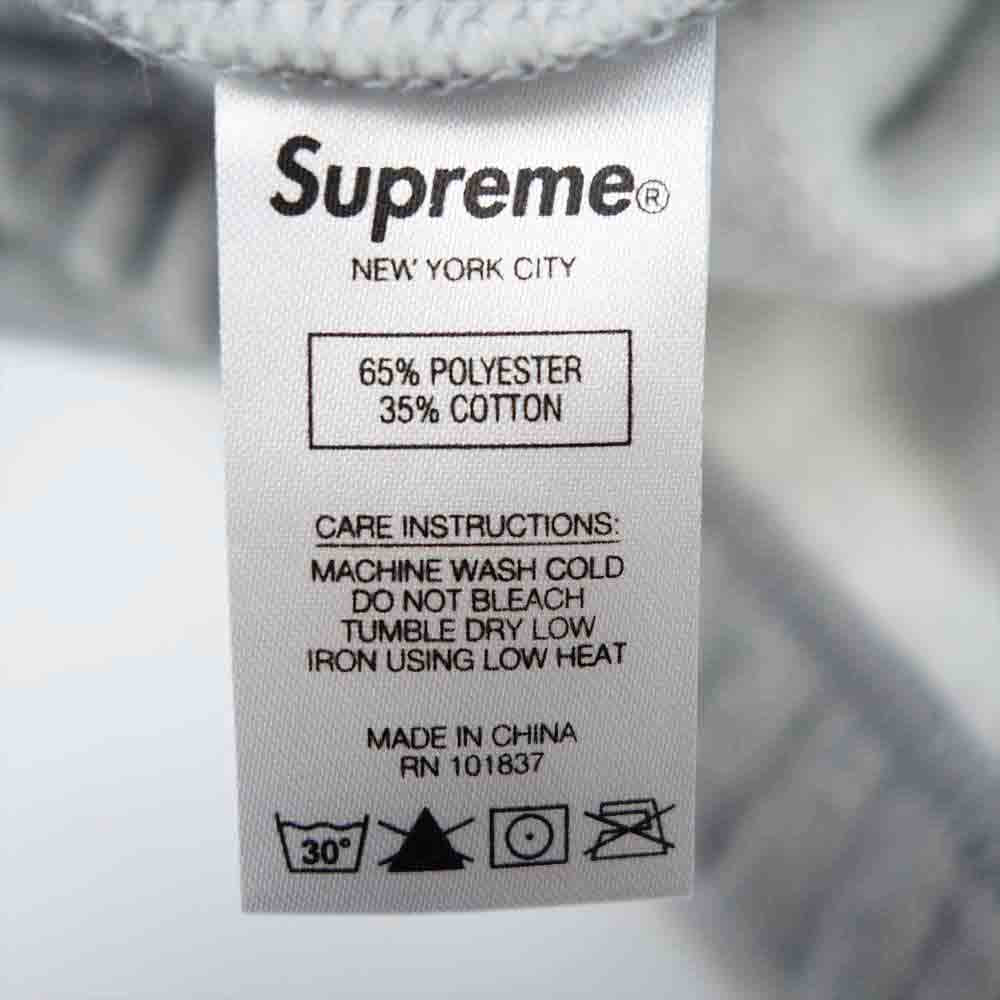 Supreme®
NEW YORK CITY
65% POLYESTER
35% COTTON
CARE INSTRUCTIONS:
MACHINE WASH COLD
DO NOT BLEACH
TUMBLE DRY LOW
IRON USING LOW HEAT
MADE IN CHINA
RN 101837
30°